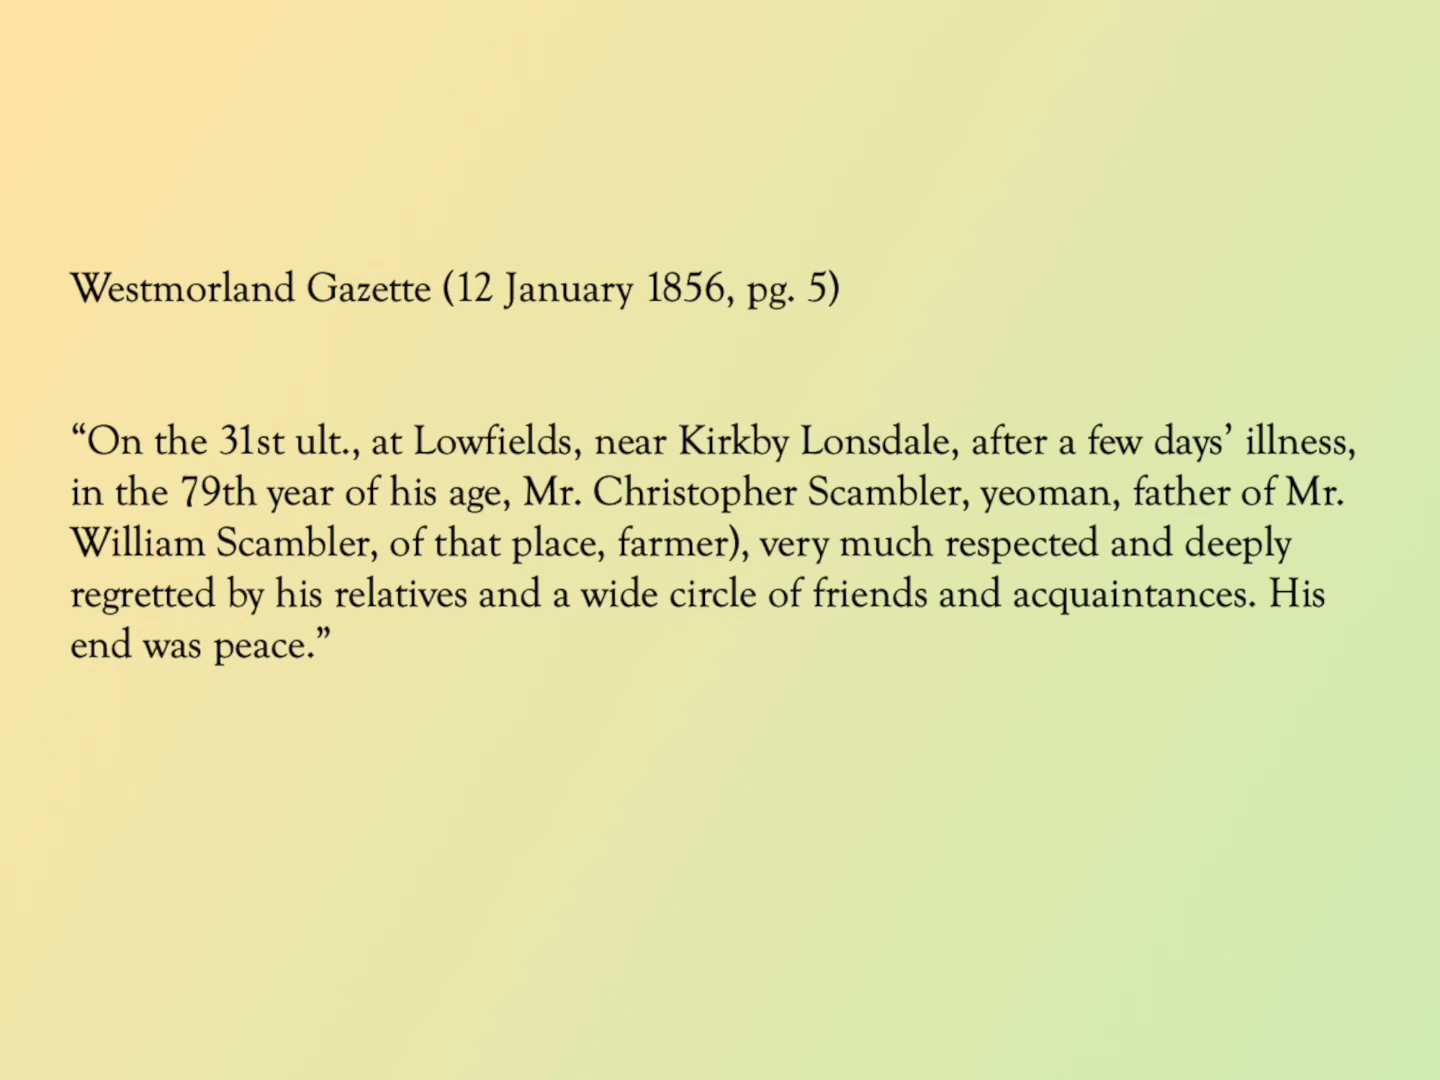 Westmorland Gazette (12 January 1856, pg. 5)
“On the 31st ult., at Lowfields, near Kirkby Lonsdale, after a few days’ illness,
in the 79th year of his age, Mr. Christopher Scambler, yeoman, father of Mr.
William Scambler, of that place, farmer), very much respected and deeply
regretted by his relatives and a wide circle of friends and acquaintances. His
end was peace.”